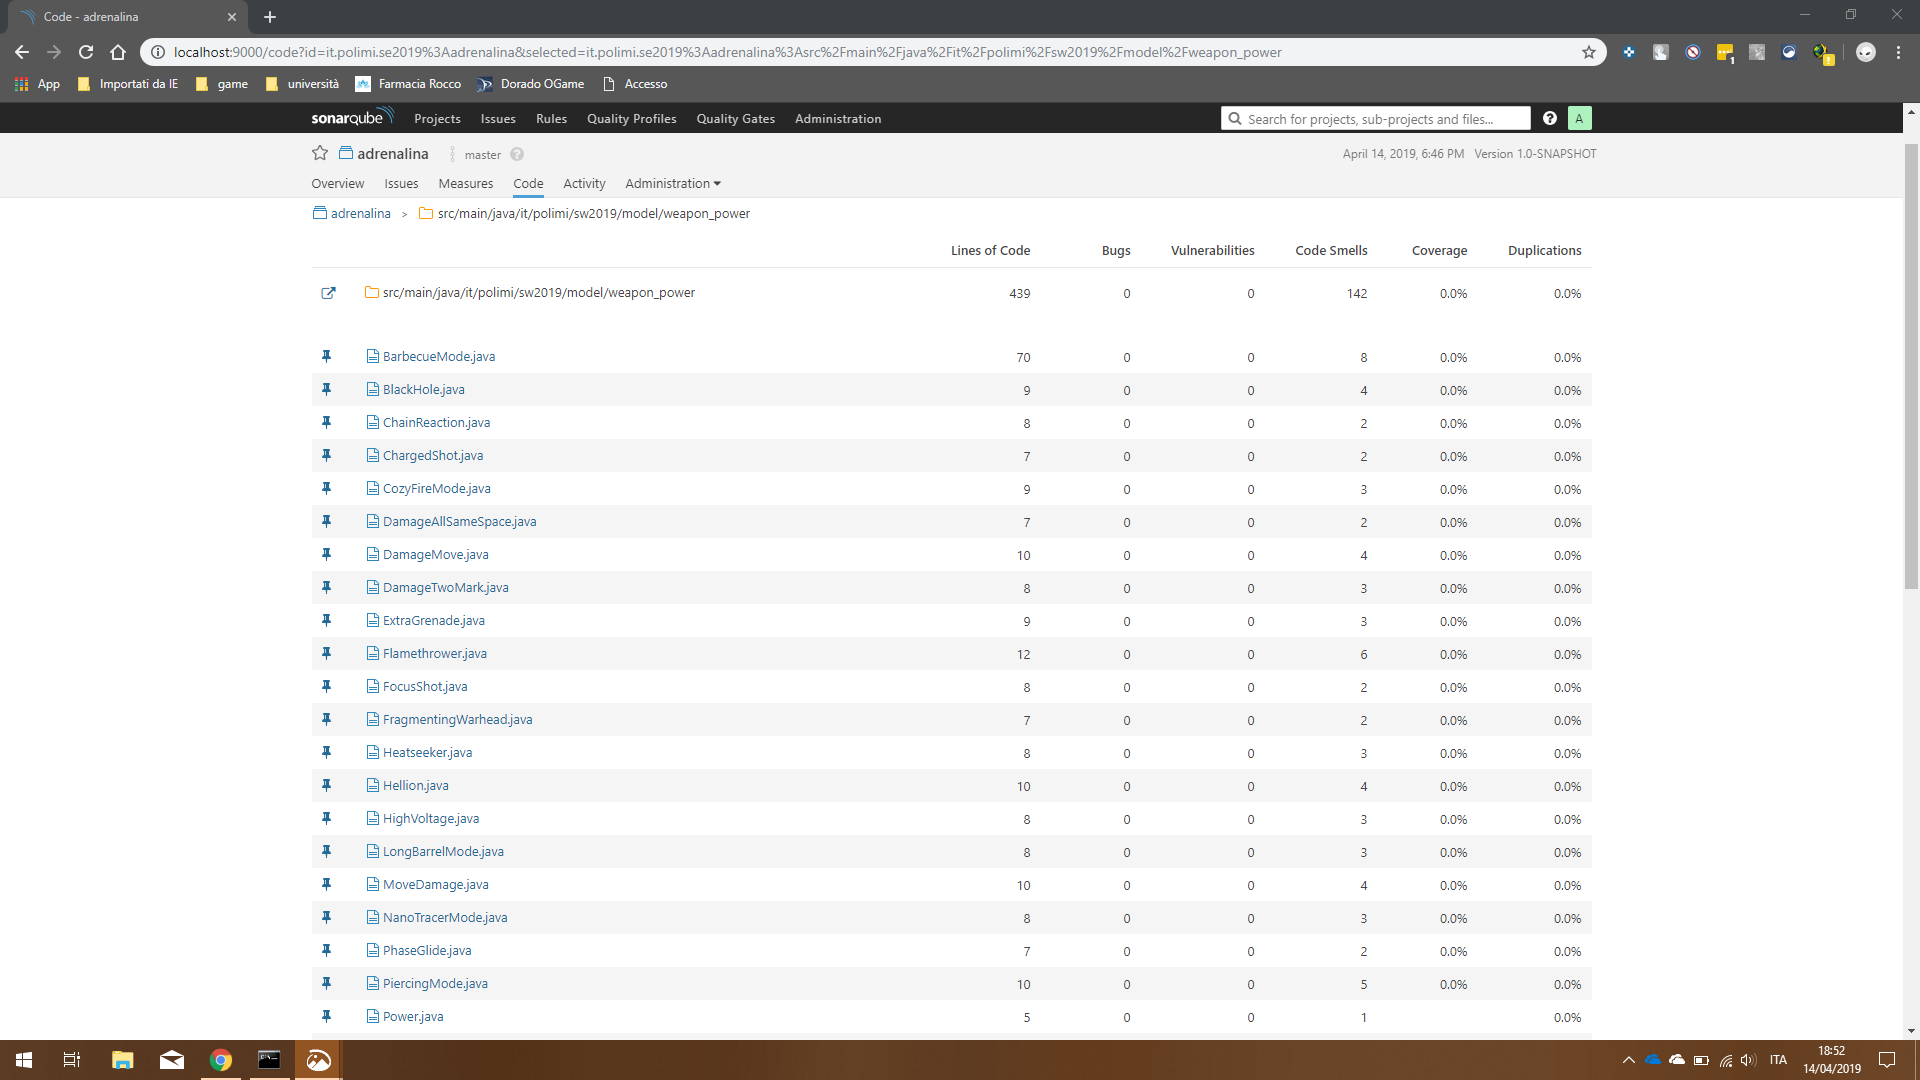 Code - adrenalina
localhost:9000/code?id=it.polimi.se2019%3Aadrenalina&selected=it.polimi.se2019%3Aadrenalina%3Asrc%2Fmain%2Fjava%2Fit%2Fpolimi%2Fsw2019%2Fmodel%2Fweapon_power
1
App Importati da IE game università Farmacia Rocco Dorado OGame Accesso
sonarqube Projects Issues Rules Quality Profiles Quality Gates Administration Search for projects, sub-projects and files... ? A
adrenalina master ? April 14, 2019, 6:46 PM Version 1.0-SNAPSHOT
Overview Issues Measures Code Activity Administration
adrenalina > src/main/java/it/polimi/sw2019/model/weapon_power
Lines of Code Bugs Vulnerabilities Code Smells Coverage Duplications
src/main/java/it/polimi/sw2019/model/weapon_power 439 0 0 142 0.0% 0.0%
BarbecueMode.java 70 0 0 8 0.0% 0.0%
BlackHole.java 9 0 0 4 0.0% 0.0%
ChainReaction.java 8 0 0 2 0.0% 0.0%
ChargedShot.java 7 0 0 2 0.0% 0.0%
CozyFireMode.java 9 0 0 3 0.0% 0.0%
DamageAllSameSpace.java 7 0 0 2 0.0% 0.0%
DamageMove.java 10 0 0 4 0.0% 0.0%
DamageTwoMark.java 8 0 0 3 0.0% 0.0%
ExtraGrenade.java 9 0 0 3 0.0% 0.0%
Flamethrower.java 12 0 0 6 0.0% 0.0%
FocusShot.java 8 0 0 2 0.0% 0.0%
FragmentingWarhead.java 7 0 0 2 0.0% 0.0%
Heatseeker.java 8 0 0 3 0.0% 0.0%
Hellion.java 10 0 0 4 0.0% 0.0%
HighVoltage.java 8 0 0 3 0.0% 0.0%
LongBarrelMode.java 8 0 0 3 0.0% 0.0%
MoveDamage.java 10 0 0 4 0.0% 0.0%
NanoTracerMode.java 8 0 0 3 0.0% 0.0%
PhaseGlide.java 7 0 0 2 0.0% 0.0%
PiercingMode.java 10 0 0 5 0.0% 0.0%
Power.java 5 0 0 1 0.0%
ITA 18:52
14/04/2019